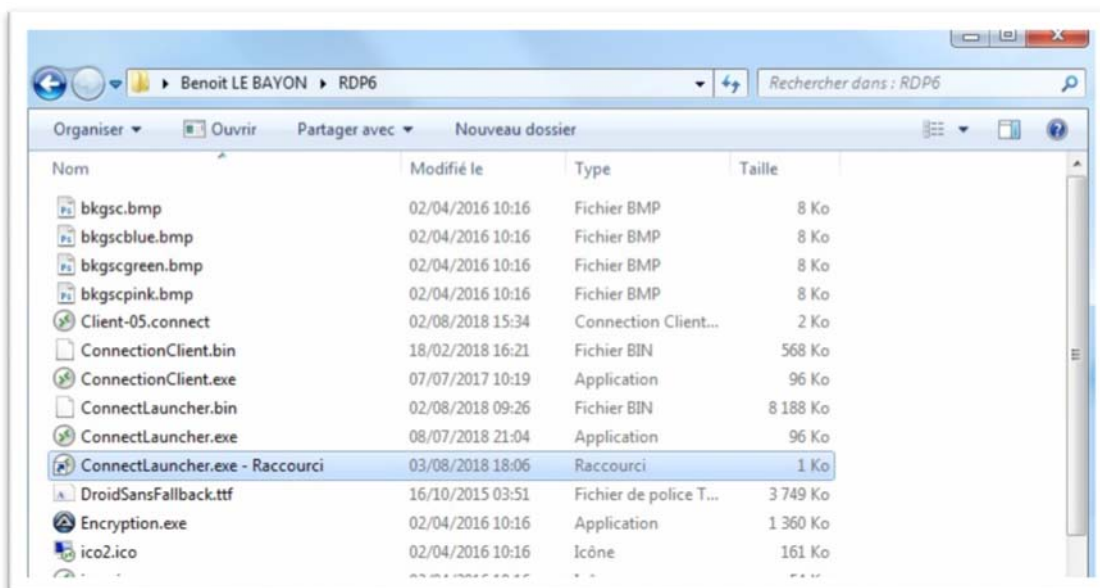 Benoit LE BAYON RDP6 Rechercher dans : RDP6
Organiser Ouvrir Partager avec Nouveau dossier
Nom Modifié le Type Taille
bkgsc.bmp 02/04/2016 10:16 Fichier BMP 8 Ko
bkgscblue.bmp 02/04/2016 10:16 Fichier BMP 8 Ko
bkgscgreen.bmp 02/04/2016 10:16 Fichier BMP 8 Ko
bkgscpink.bmp 02/04/2016 10:16 Fichier BMP 8 Ko
Client-05.connect 02/08/2018 15:34 Connection Client... 2 Ko
ConnectionClient.bin 18/02/2018 16:21 Fichier BIN 568 Ko
ConnectionClient.exe 07/07/2017 10:19 Application 96 Ko
ConnectLauncher.bin 02/08/2018 09:26 Fichier BIN 8 188 Ko
ConnectLauncher.exe 08/07/2018 21:04 Application 96 Ko
ConnectLauncher.exe - Raccourci 03/08/2018 18:06 Raccourci 1 Ko
DroidSansFallback.ttf 16/10/2015 03:51 Fichier de police T... 3 749 Ko
Encryption.exe 02/04/2016 10:16 Application 1 360 Ko
ico2.ico 02/04/2016 10:16 Icône 161 Ko